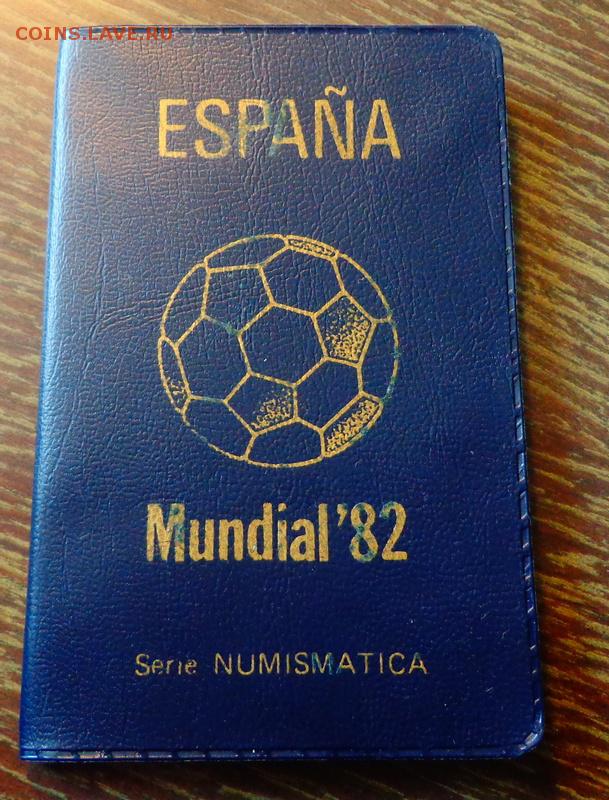 COINS.LAVE.RU
ESPAÑA
Mundial '82
Serie NUMISMATICA